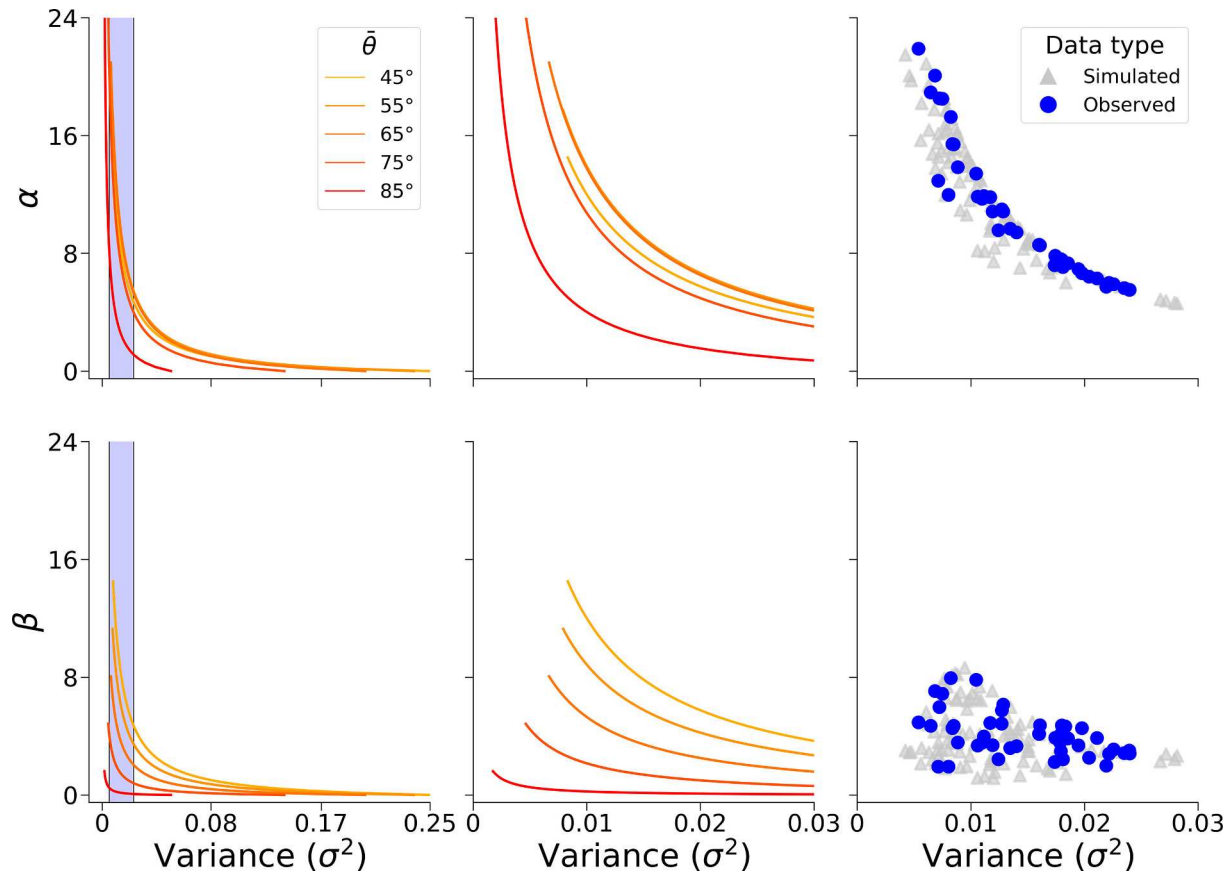 24
16
8
0
α
θ̄
45°
55°
65°
75°
85°
Data type
Simulated
Observed
24
16
8
0
β
0 0.08 0.17 0.25
Variance (σ²)
0.01 0.02 0.03
Variance (σ²)
0.01 0.02 0.03
Variance (σ²)